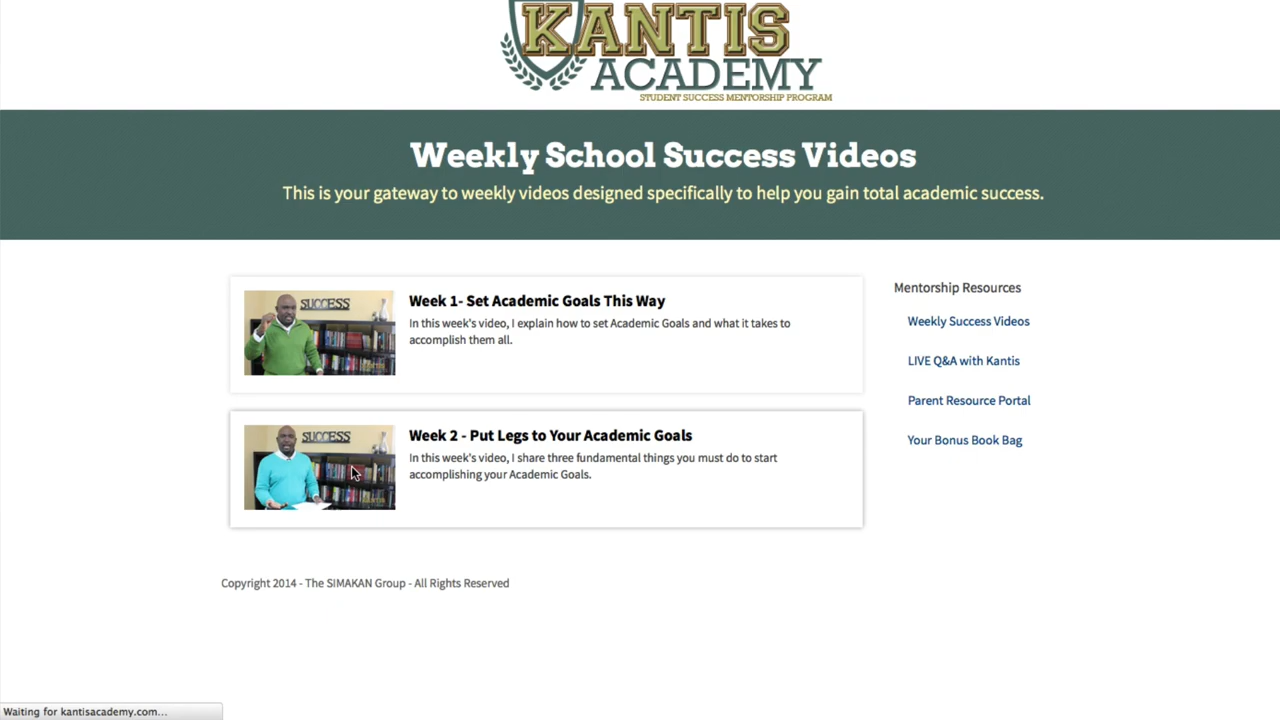 KANTIS
ACADEMY
STUDENT SUCCESS MENTORSHIP PROGRAM
Weekly School Success Videos
This is your gateway to weekly videos designed specifically to help you gain total academic success.
SUCCESS
Week 1- Set Academic Goals This Way
In this week's video, I explain how to set Academic Goals and what it takes to
accomplish them all.
SUCCESS
Week 2 - Put Legs to Your Academic Goals
In this week's video, I share three fundamental things you must do to start
accomplishing your Academic Goals.
Mentorship Resources
Weekly Success Videos
LIVE Q&A with Kantis
Parent Resource Portal
Your Bonus Book Bag
Copyright 2014 - The SIMAKAN Group - All Rights Reserved
Waiting for kantisacademy.com...